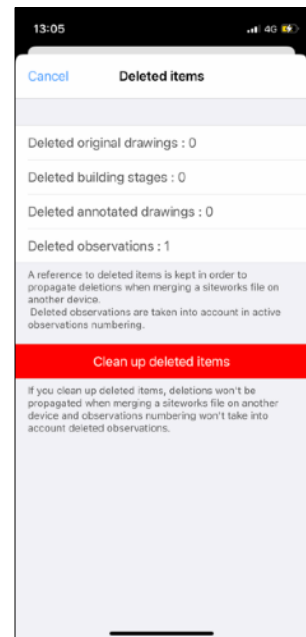 13:05
4G
Cancel
Deleted items
Deleted original drawings : 0
Deleted building stages : 0
Deleted annotated drawings : 0
Deleted observations : 1
A reference to deleted items is kept in order to
propagate deletions when merging a siteworks file on
another device.
Deleted observations are taken into account in active
observations numbering.
Clean up deleted items
If you clean up deleted items, deletions won't be
propagated when merging a siteworks file on another
device and observations numbering won't take into
account deleted observations.